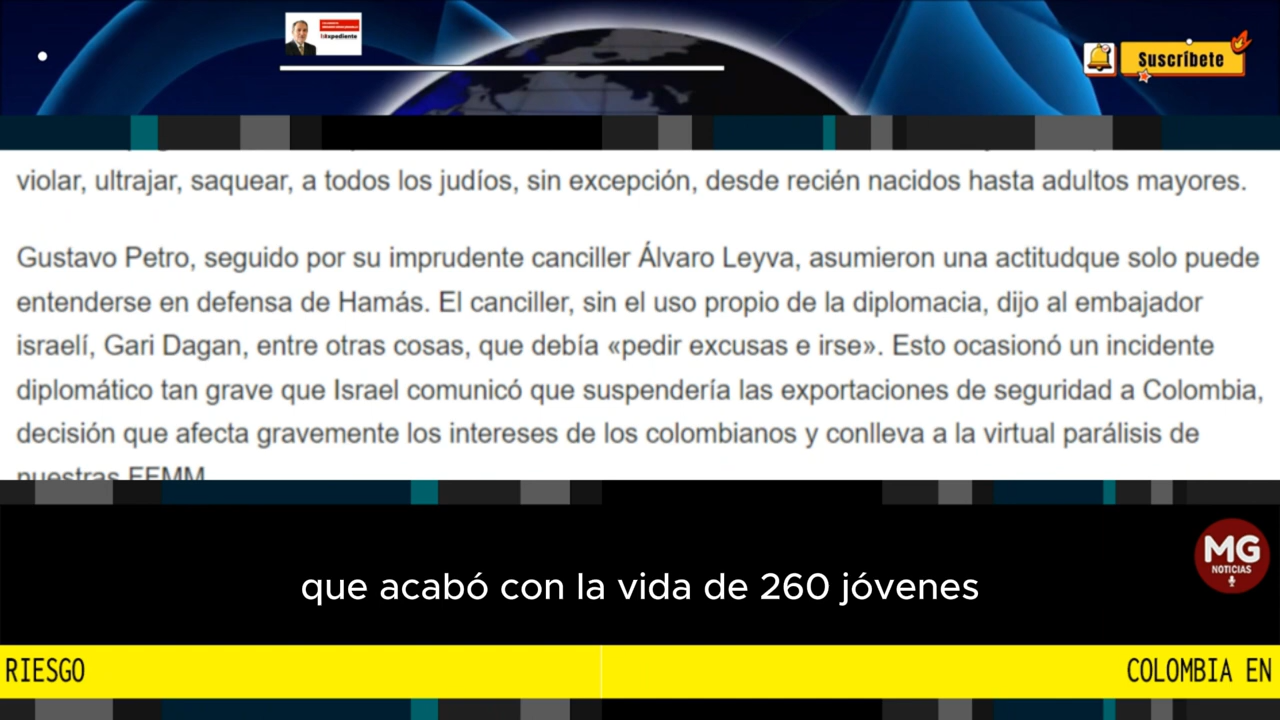 1Expediente
Suscríbete
violar, ultrajar, saquear, a todos los judíos, sin excepción, desde recién nacidos hasta adultos mayores.
Gustavo Petro, seguido por su imprudente canciller Álvaro Leyva, asumieron una actitudque solo puede
entenderse en defensa de Hamás. El canciller, sin el uso propio de la diplomacia, dijo al embajador
israelí, Gari Dagan, entre otras cosas, que debía «pedir excusas e irse». Esto ocasionó un incidente
diplomático tan grave que Israel comunicó que suspendería las exportaciones de seguridad a Colombia,
decisión que afecta gravemente los intereses de los colombianos y conlleva a la virtual parálisis de
nuestras FFMM
MG
NOTICIAS
que acabó con la vida de 260 jóvenes
RIESGO
COLOMBIA EN